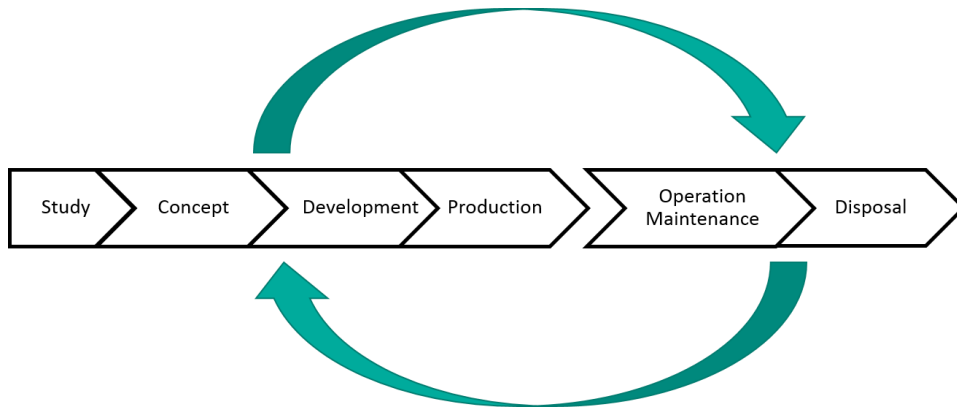 Study
Concept
Development
Production
Operation
Maintenance
Disposal